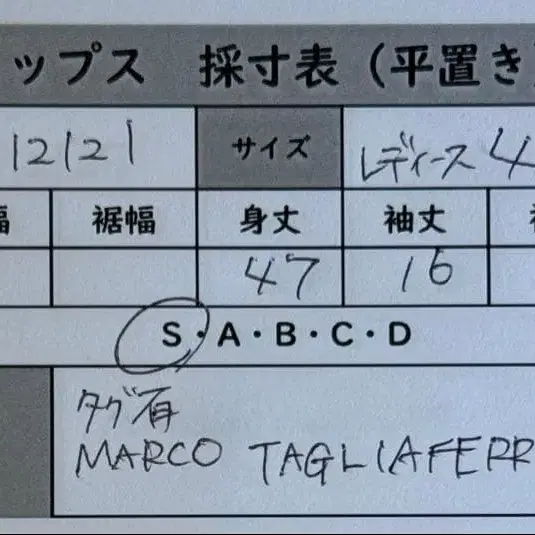 ップス 採寸表（平置き）
12121 サイズ レディース 4
幅 裾幅 身丈 袖丈
47 16
S・A・B・C・D
タグ有
MARCO TAGLIAFERR